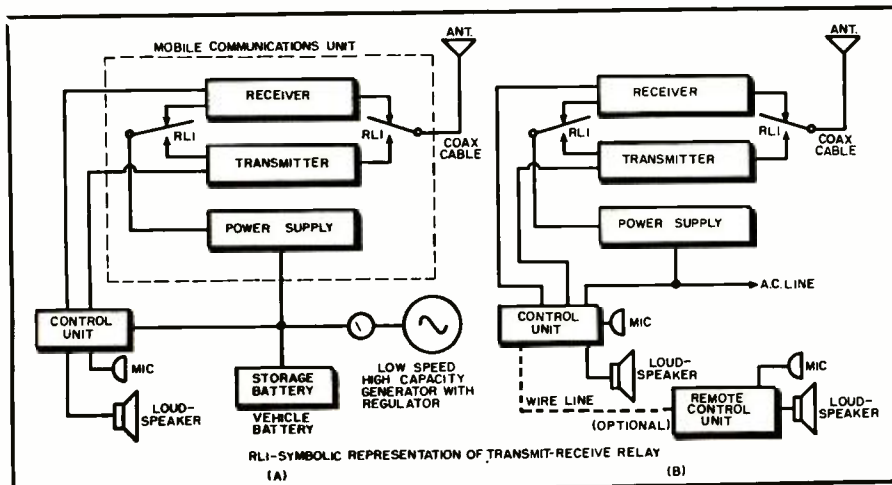 MOBILE COMMUNICATIONS UNIT
ANT.
RECEIVER
RL1
RL1
COAX
CABLE
TRANSMITTER
POWER SUPPLY
CONTROL
UNIT
MIC
LOUD-
SPEAKER
STORAGE
BATTERY
VEHICLE
BATTERY
LOW SPEED
HIGH CAPACITY
GENERATOR WITH
REGULATOR
ANT.
RECEIVER
RL1
RL1
COAX
CABLE
TRANSMITTER
POWER SUPPLY
A.C. LINE
CONTROL
UNIT
MIC
LOUD-
SPEAKER
WIRE LINE
(OPTIONAL)
REMOTE
CONTROL
UNIT
MIC
LOUD-
SPEAKER
RL1-SYMBOLIC REPRESENTATION OF TRANSMIT-RECEIVE RELAY
(A)
(B)